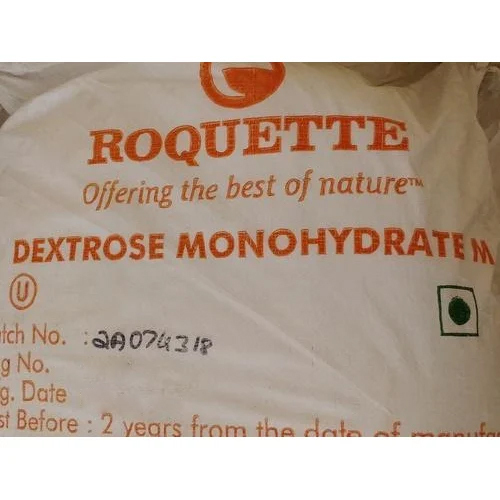 ROQUETTE
Offering the best of nature™
DEXTROSE MONOHYDRATE M
U
tch No. : 2A074318
g No.
g. Date
st Before : 2 years from the date of manufac